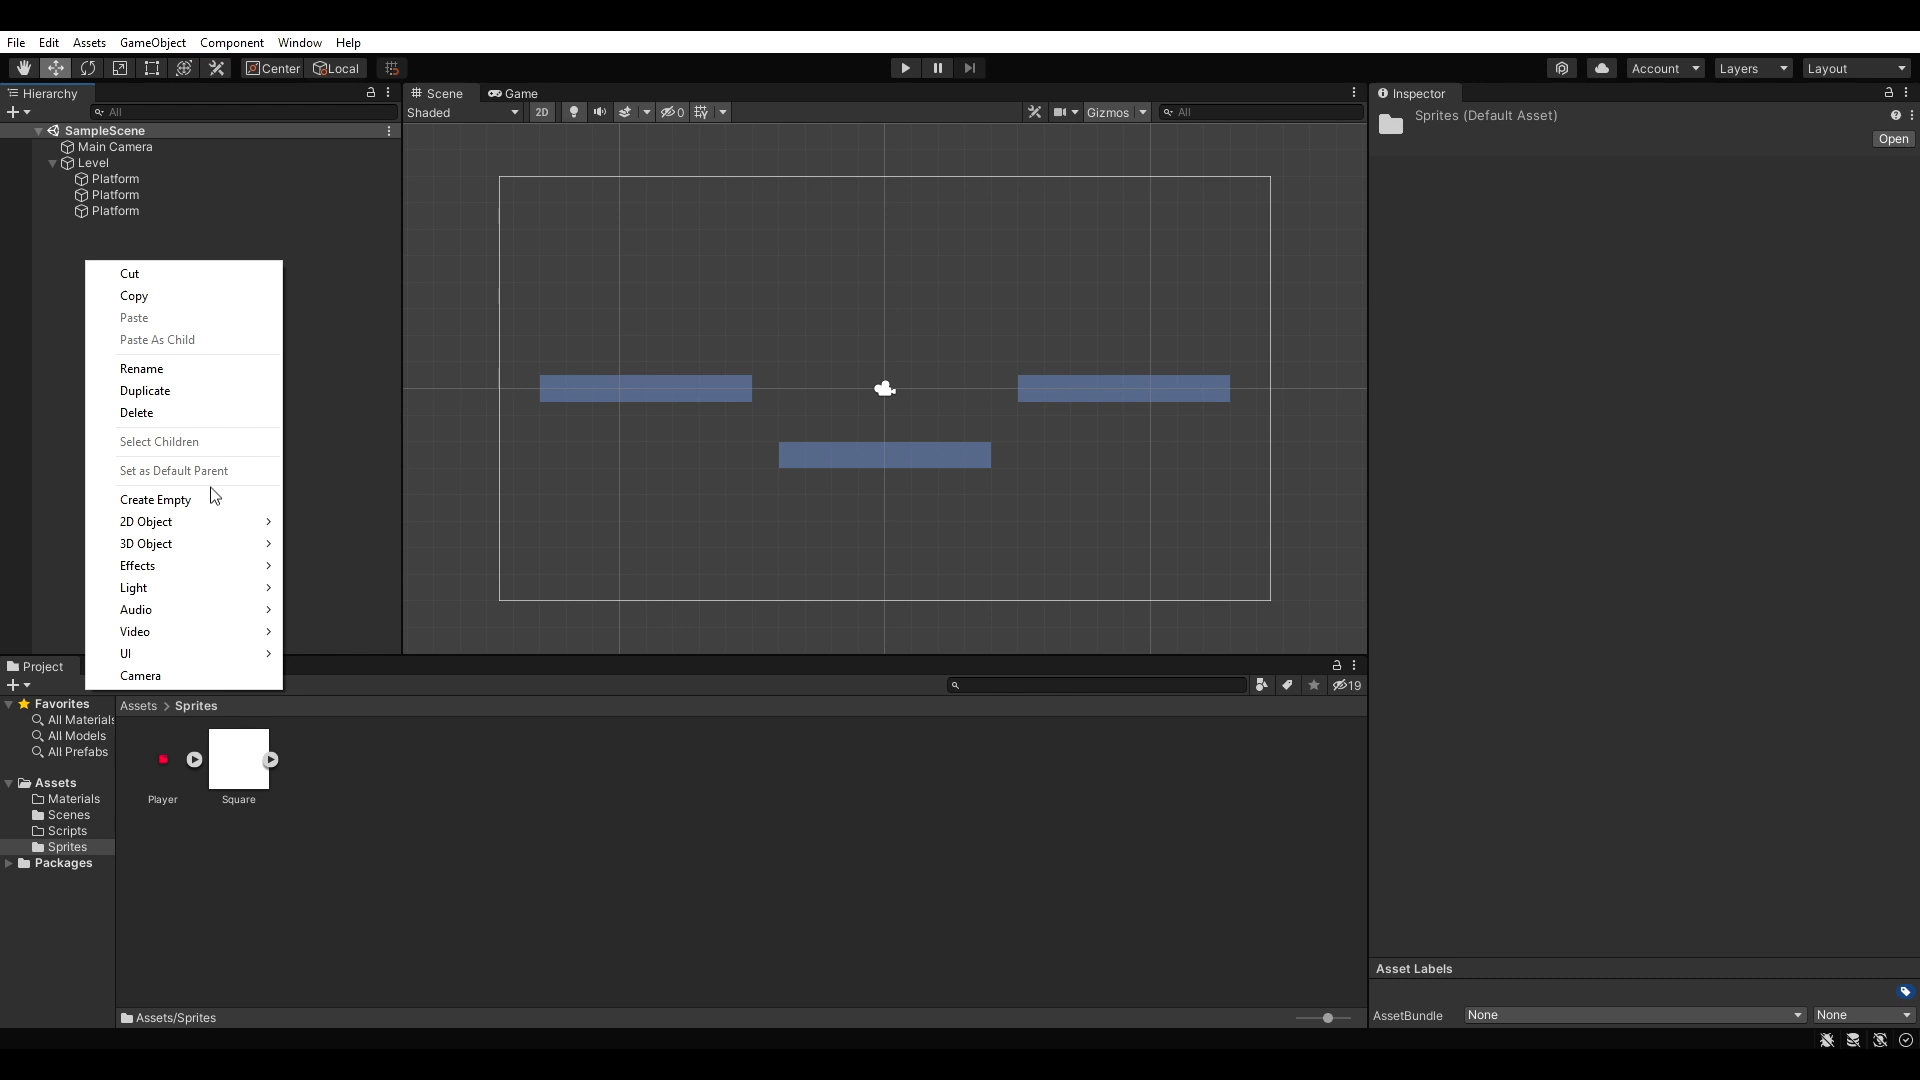 File Edit Assets GameObject Component Window Help
Center Local Account Layers Layout
Hierarchy Scene Game Inspector
All Shaded 2D 0 Gizmos All Sprites (Default Asset)
SampleScene Open
Main Camera
Level
Platform
Platform
Platform
Cut
Copy
Paste
Paste As Child
Rename
Duplicate
Delete
Select Children
Set as Default Parent
Create Empty
2D Object
3D Object
Effects
Light
Audio
Video
UI
Camera
Project
19
Favorites Assets > Sprites
All Materials
All Models
All Prefabs
Assets
Materials Player Square
Scenes
Scripts
Sprites
Packages
Asset Labels
Assets/Sprites AssetBundle None None